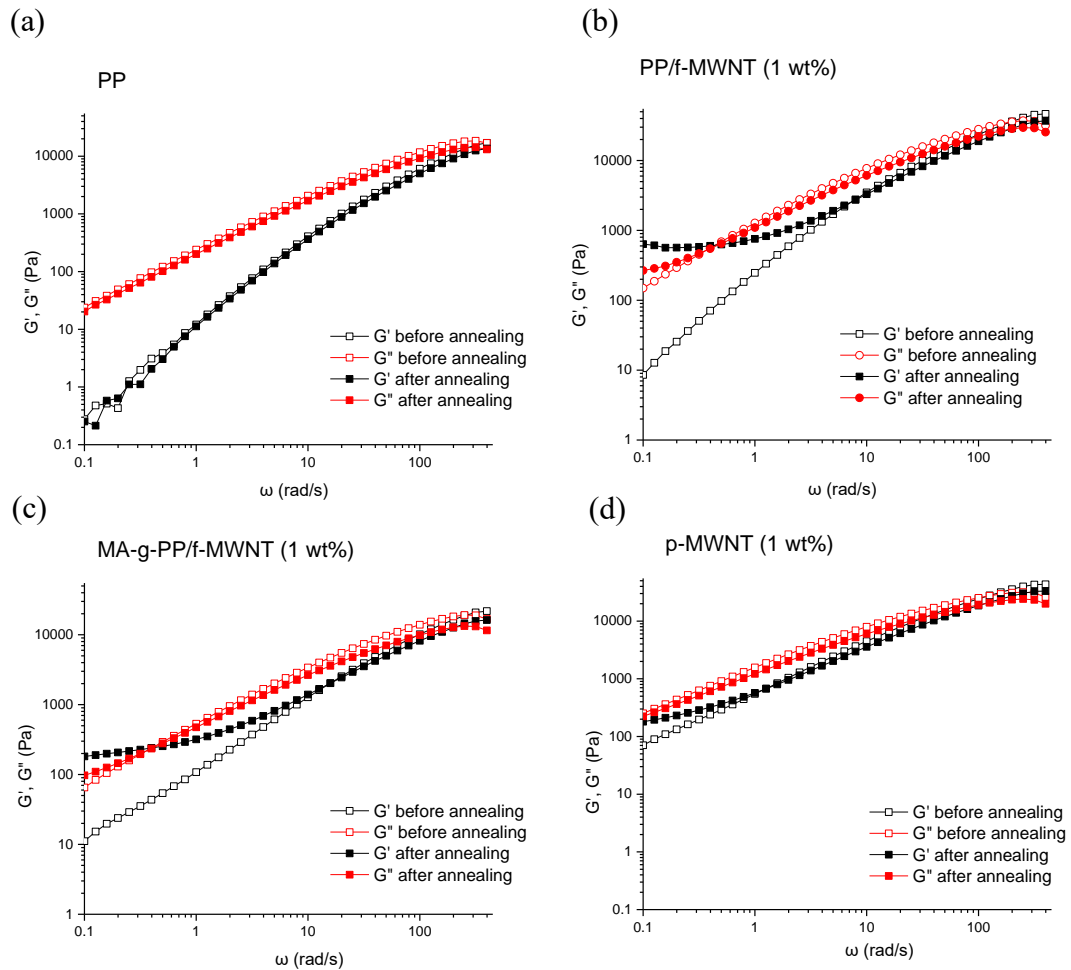 (a)
PP
G', G" (Pa)
10000
1000
100
10
1
0.1
G' before annealing
G" before annealing
G' after annealing
G" after annealing
0.1 1 10 100
ω (rad/s)
(b)
PP/f-MWNT (1 wt%)
G', G" (Pa)
10000
1000
100
10
1
G' before annealing
G" before annealing
G' after annealing
G" after annealing
0.1 1 10 100
ω (rad/s)
(c)
MA-g-PP/f-MWNT (1 wt%)
G', G" (Pa)
10000
1000
100
10
1
G' before annealing
G" before annealing
G' after annealing
G" after annealing
0.1 1 10 100
ω (rad/s)
(d)
p-MWNT (1 wt%)
G', G" (Pa)
10000
1000
100
10
1
0.1
G' before annealing
G" before annealing
G' after annealing
G" after annealing
0.1 1 10 100
ω (rad/s)